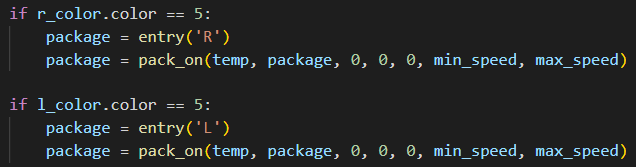 if r_color.color == 5:
    package = entry('R')
    package = pack_on(temp, package, 0, 0, 0, min_speed, max_speed)
if l_color.color == 5:
    package = entry('L')
    package = pack_on(temp, package, 0, 0, 0, min_speed, max_speed)